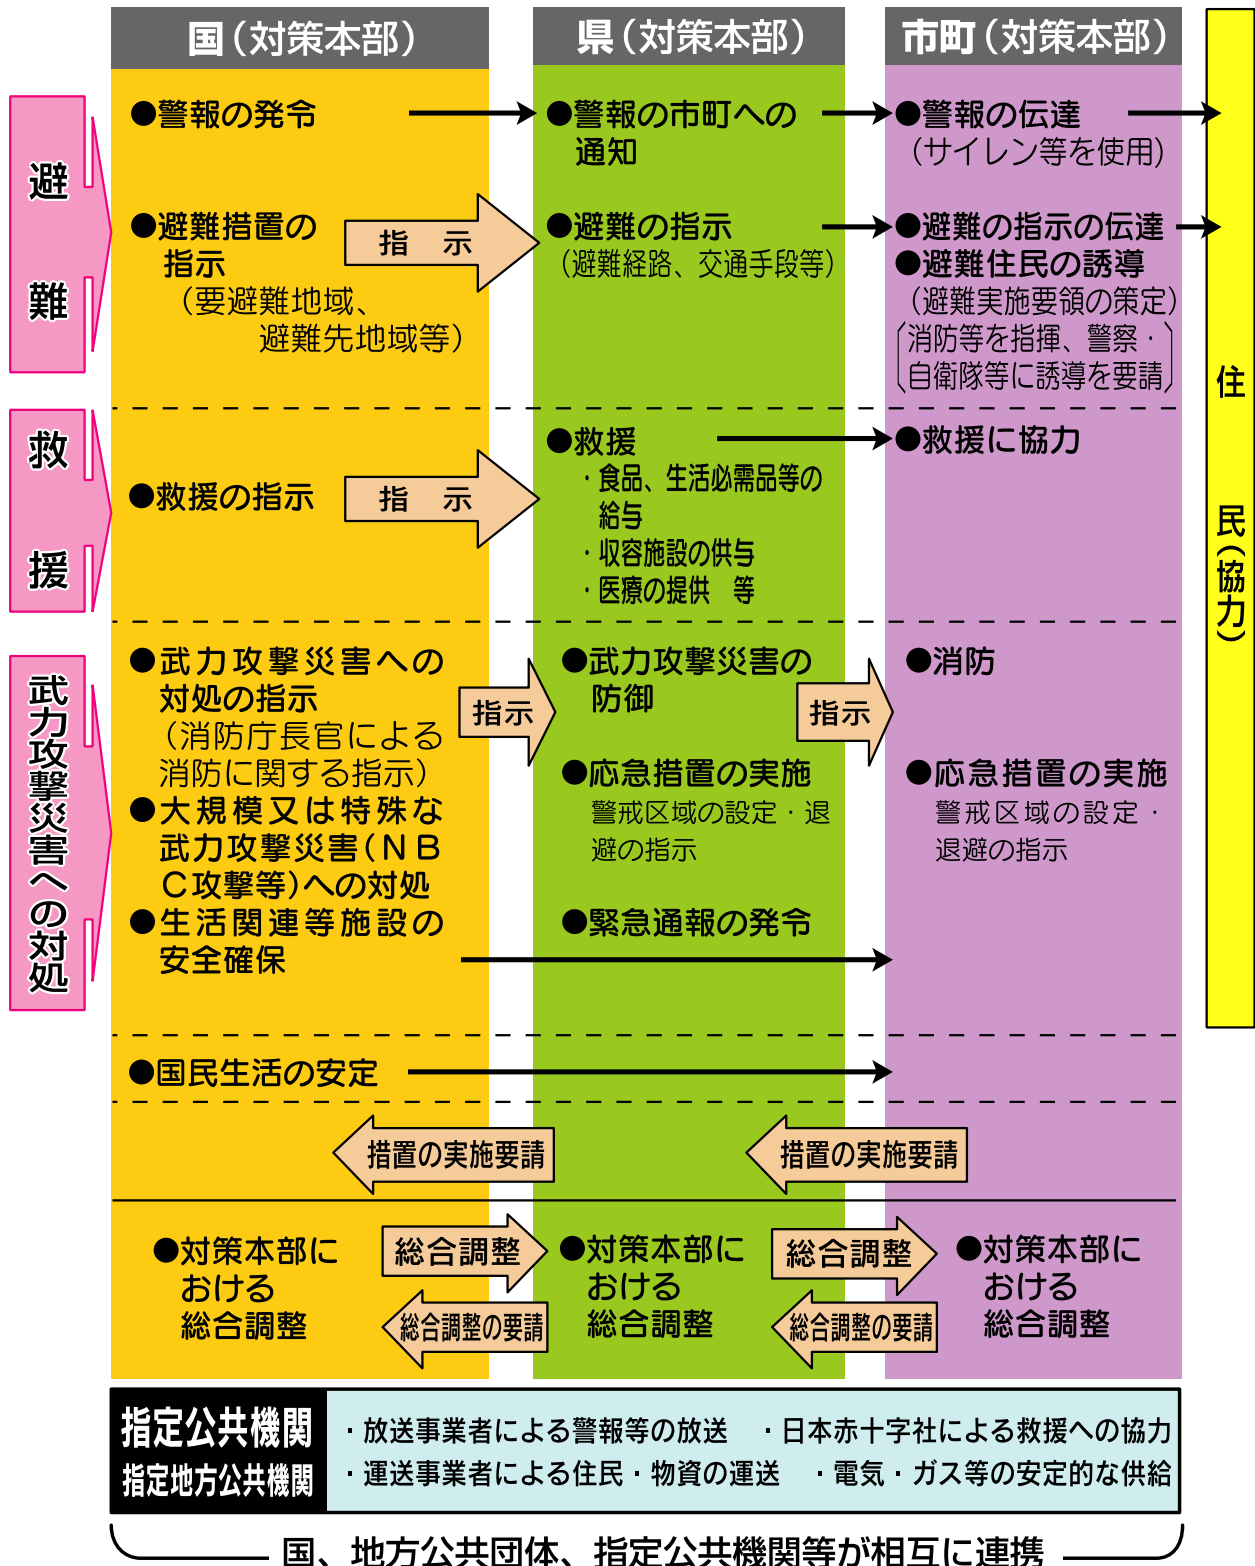 国（対策本部）
県（対策本部）
市町（対策本部）
避難
●警報の発令
●避難措置の
指示
（要避難地域、
避難先地域等）
指　示
●警報の市町への
通知
●避難の指示
（避難経路、交通手段等）
●警報の伝達
（サイレン等を使用）
●避難の指示の伝達
●避難住民の誘導
（避難実施要領の策定）
〔消防等を指揮、警察・
自衛隊等に誘導を要請〕
住民（協力）
救援
●救援の指示
指　示
●救援
・食品、生活必需品等の
給与
・収容施設の供与
・医療の提供　等
●救援に協力
武力攻撃災害への対処
●武力攻撃災害への
対処の指示
（消防庁長官による
消防に関する指示）
●大規模又は特殊な
武力攻撃災害（ＮＢ
Ｃ攻撃等）への対処
●生活関連等施設の
安全確保
指示
●武力攻撃災害の
防御
●応急措置の実施
警戒区域の設定・退
避の指示
●緊急通報の発令
指示
●消防
●応急措置の実施
警戒区域の設定・
退避の指示
●国民生活の安定
措置の実施要請
措置の実施要請
●対策本部に
おける
総合調整
総合調整
総合調整の要請
●対策本部に
おける
総合調整
総合調整
総合調整の要請
●対策本部に
おける
総合調整
指定公共機関
指定地方公共機関
・放送事業者による警報等の放送　・日本赤十字社による救援への協力
・運送事業者による住民・物資の運送　・電気・ガス等の安定的な供給
国、地方公共団体、指定公共機関等が相互に連携